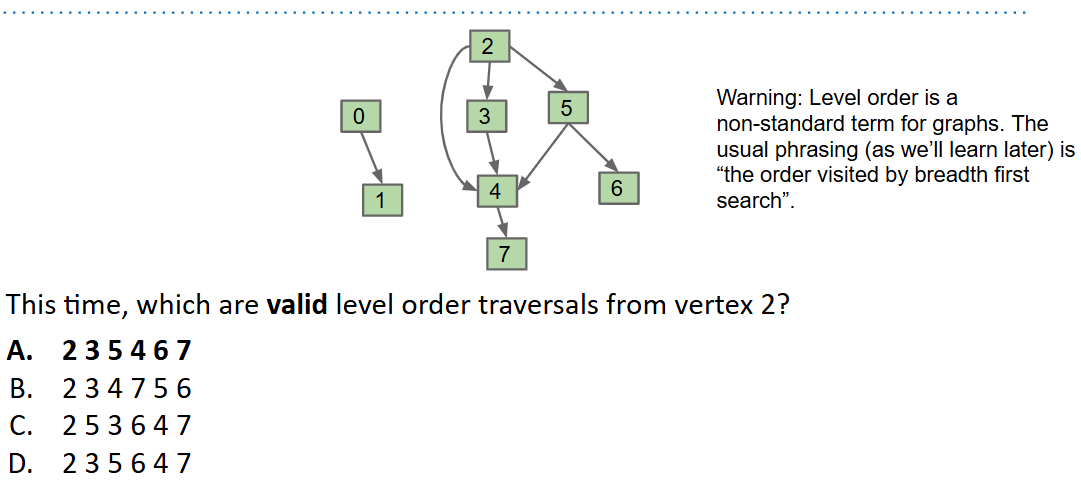 2
0
3
5
Warning: Level order is a
non-standard term for graphs. The
usual phrasing (as we’ll learn later) is
“the order visited by breadth first
search”.
1
4
6
7
This time, which are valid level order traversals from vertex 2?
A. 2 3 5 4 6 7
B. 2 3 4 7 5 6
C. 2 5 3 6 4 7
D. 2 3 5 6 4 7